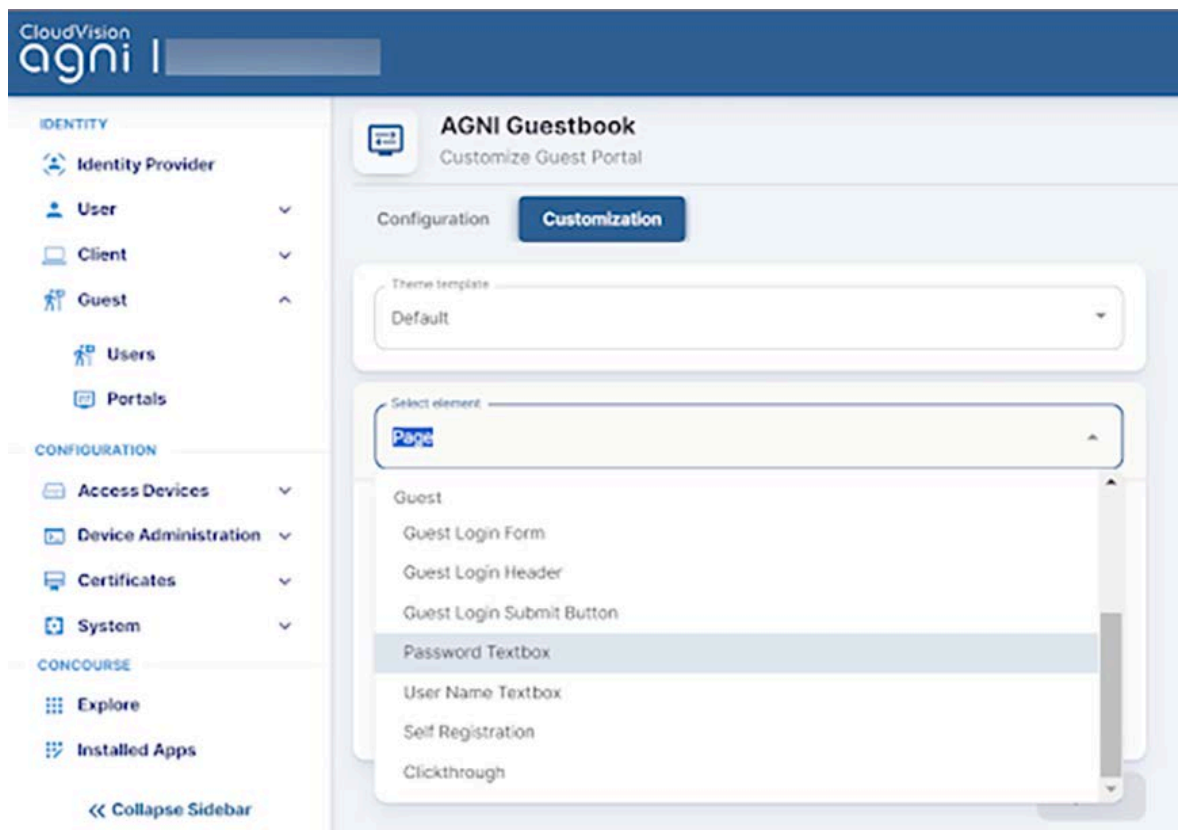 CloudVision
agni |
IDENTITY
Identity Provider
User
Client
Guest
Users
Portals
CONFIGURATION
Access Devices
Device Administration
Certificates
System
CONCOURSE
Explore
Installed Apps
Collapse Sidebar
AGNI Guestbook
Customize Guest Portal
Configuration Customization
Theme template
Default
Select element
Page
Guest
Guest Login Form
Guest Login Header
Guest Login Submit Button
Password Textbox
User Name Textbox
Self Registration
Clickthrough